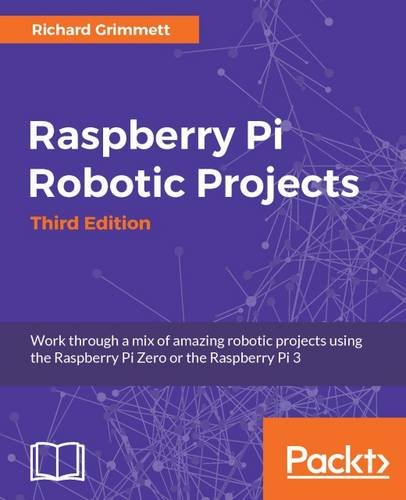 Richard Grimmett
Raspberry Pi
Robotic Projects
Third Edition
Work through a mix of amazing robotic projects using
the Raspberry Pi Zero or the Raspberry Pi 3
Packt>